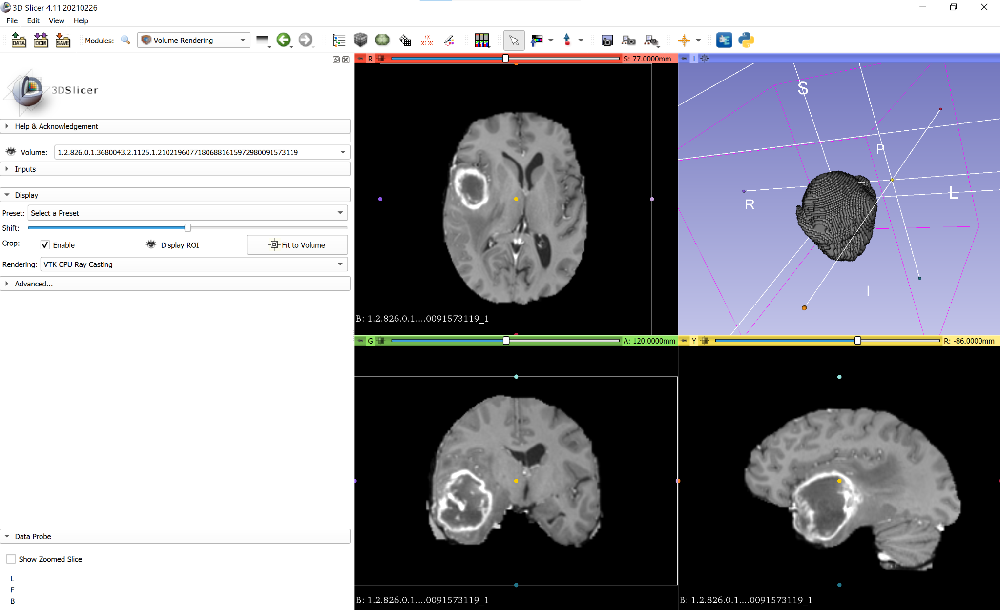 3D Slicer 4.11.20210226
File Edit View Help
DATA DCM SAVE Modules: Volume Rendering
3DSlicer
Help & Acknowledgement
Volume: 1.2.826.0.1.3680043.2.1125.1.21021960771806881615972980091573119
Inputs
Display
Preset: Select a Preset
Shift:
Crop: Enable Display ROI Fit to Volume
Rendering: VTK CPU Ray Casting
Advanced...
Data Probe
Show Zoomed Slice
L
F
B
R S: 77.0000mm
B: 1.2.826.0.1....0091573119_1
1
S
P
R
L
I
G A: 120.0000mm
B: 1.2.826.0.1....0091573119_1
Y R: -86.0000mm
B: 1.2.826.0.1....0091573119_1